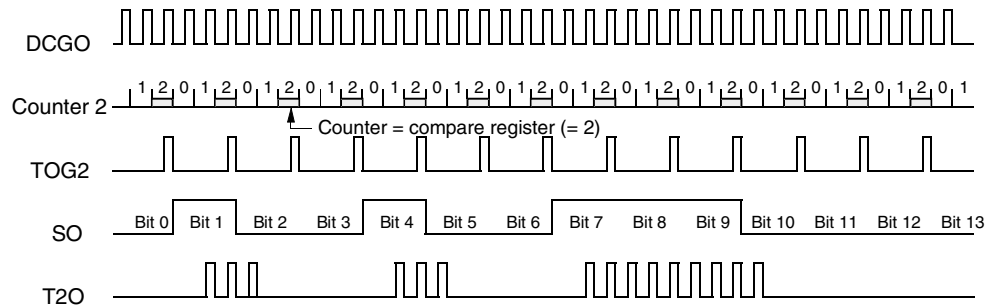 DCGO
Counter 2
1 2 0 1 2 0 1 2 0 1 2 0 1 2 0 1 2 0 1 2 0 1 2 0 1 2 0 1 2 0 1 2 0 1 2 0 1 2 0 1
Counter = compare register (= 2)
TOG2
SO
Bit 0 Bit 1 Bit 2 Bit 3 Bit 4 Bit 5 Bit 6 Bit 7 Bit 8 Bit 9 Bit 10 Bit 11 Bit 12 Bit 13
T2O